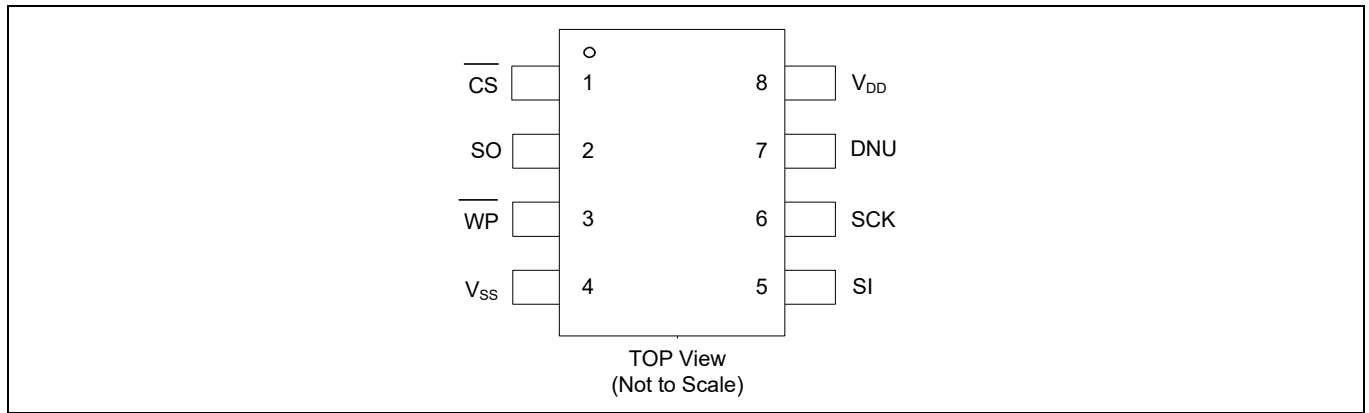 CS 1 8 VDD
SO 2 7 DNU
WP 3 6 SCK
VSS 4 5 SI
TOP View
(Not to Scale)